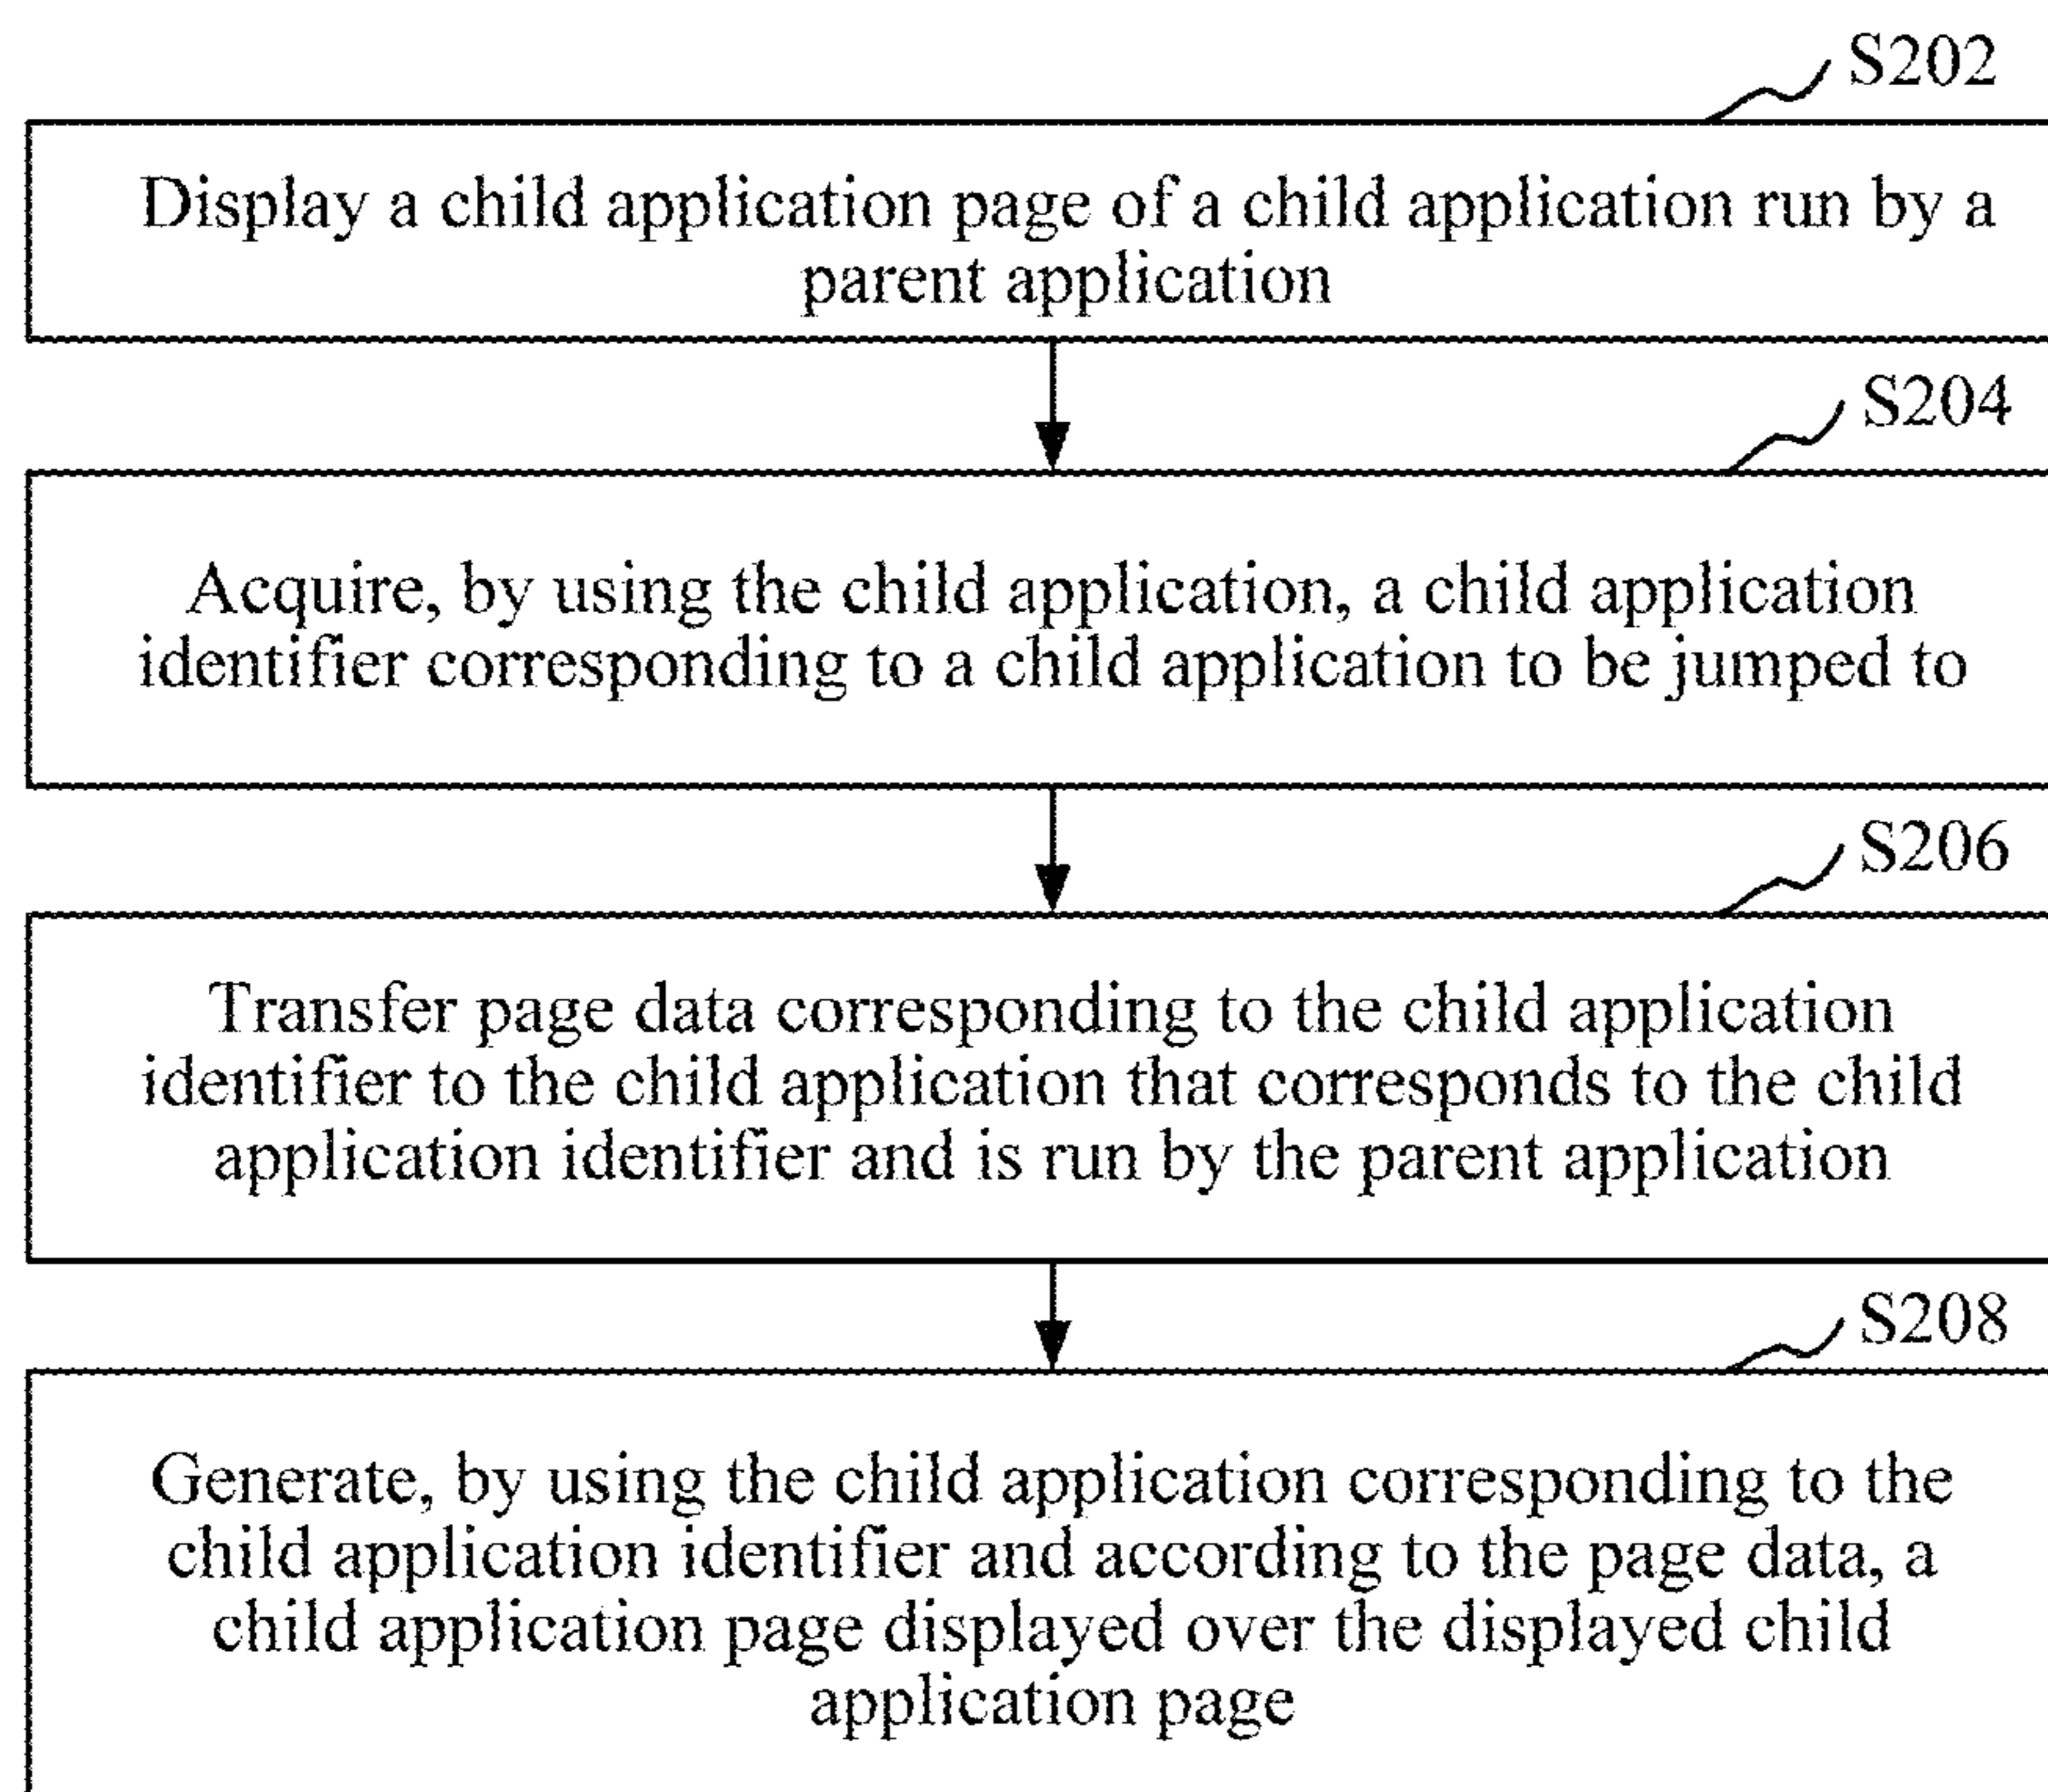 S202
Display a child application page of a child application run by a
parent application
S204
Acquire, by using the child application, a child application
identifier corresponding to a child application to be jumped to
S206
Transfer page data corresponding to the child application
identifier to the child application that corresponds to the child
application identifier and is run by the parent application
S208
Generate, by using the child application corresponding to the
child application identifier and according to the page data, a
child application page displayed over the displayed child
application page